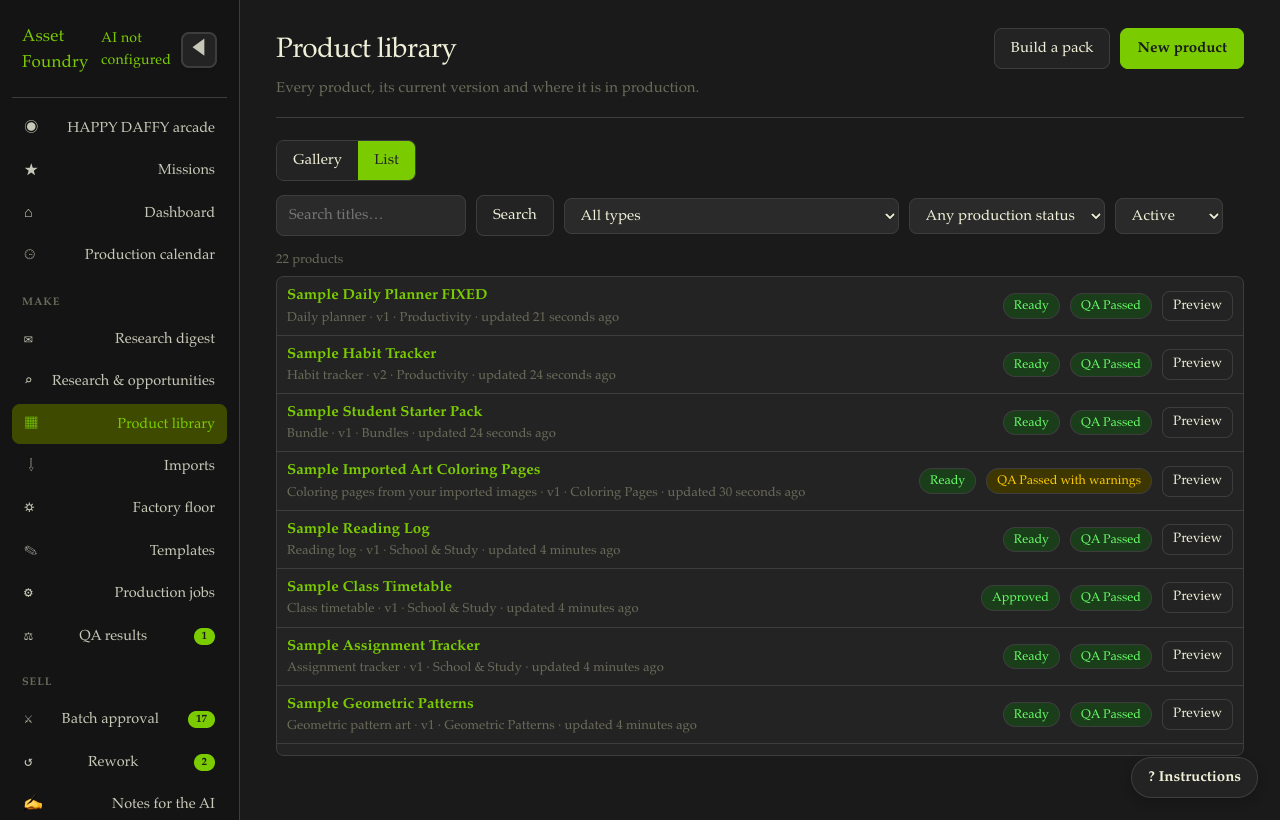 Asset Foundry
AI not configured
HAPPY DAFFY arcade
Missions
Dashboard
Production calendar
MAKE
Research digest
Research & opportunities
Product library
Imports
Factory floor
Templates
Production jobs
QA results 1
SELL
Batch approval 17
Rework 2
Notes for the AI
Product library
Build a pack
New product
Every product, its current version and where it is in production.
Gallery
List
Search titles…
Search
All types
Any production status
Active
22 products
Sample Daily Planner FIXED
Daily planner · v1 · Productivity · updated 21 seconds ago
Ready
QA Passed
Preview
Sample Habit Tracker
Habit tracker · v2 · Productivity · updated 24 seconds ago
Ready
QA Passed
Preview
Sample Student Starter Pack
Bundle · v1 · Bundles · updated 24 seconds ago
Ready
QA Passed
Preview
Sample Imported Art Coloring Pages
Coloring pages from your imported images · v1 · Coloring Pages · updated 30 seconds ago
Ready
QA Passed with warnings
Preview
Sample Reading Log
Reading log · v1 · School & Study · updated 4 minutes ago
Ready
QA Passed
Preview
Sample Class Timetable
Class timetable · v1 · School & Study · updated 4 minutes ago
Approved
QA Passed
Preview
Sample Assignment Tracker
Assignment tracker · v1 · School & Study · updated 4 minutes ago
Ready
QA Passed
Preview
Sample Geometric Patterns
Geometric pattern art · v1 · Geometric Patterns · updated 4 minutes ago
Ready
QA Passed
Preview
? Instructions